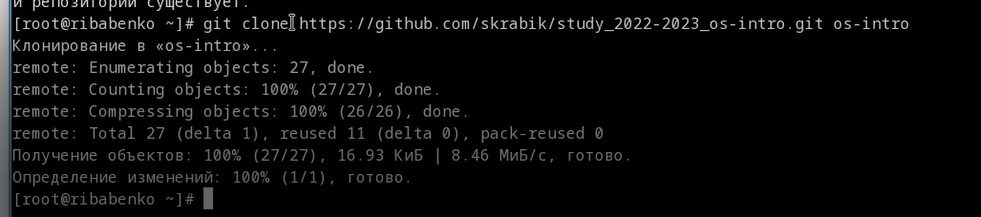 и репозитории существует.
[root@ribabenko ~]# git clone https://github.com/skrabik/study_2022-2023_os-intro.git os-intro
Клонирование в «os-intro»...
remote: Enumerating objects: 27, done.
remote: Counting objects: 100% (27/27), done.
remote: Compressing objects: 100% (26/26), done.
remote: Total 27 (delta 1), reused 11 (delta 0), pack-reused 0
Получение объектов: 100% (27/27), 16.93 КиБ | 8.46 МиБ/с, готово.
Определение изменений: 100% (1/1), готово.
[root@ribabenko ~]#